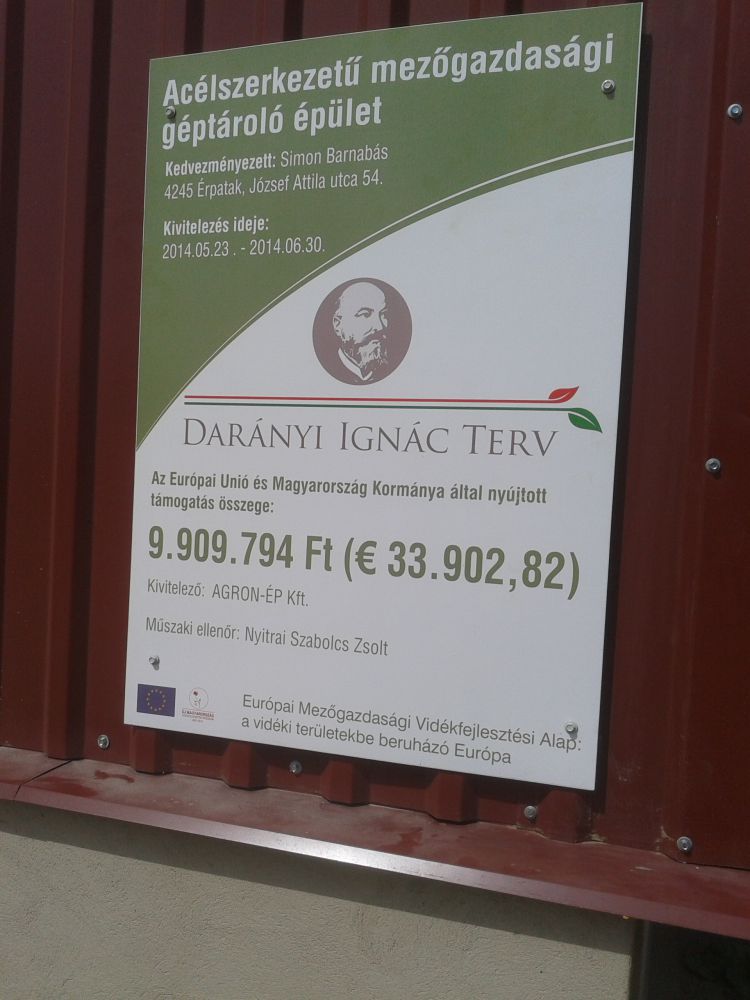 Acélszerkezetű mezőgazdasági
géptároló épület
Kedvezményezett: Simon Barnabás
4245 Érpatak, József Attila utca 54.
Kivitelezés ideje:
2014.05.23 . - 2014.06.30.
DARÁNYI IGNÁC TERV
Az Európai Unió és Magyarország Kormánya által nyújtott
támogatás összege:
9.909.794 Ft (€ 33.902,82)
Kivitelező: AGRON-ÉP Kft.
Műszaki ellenőr: Nyitrai Szabolcs Zsolt
ÚJ MAGYARORSZÁG
Európai Mezőgazdasági Vidékfejlesztési Alap:
a vidéki területekbe beruházó Európa